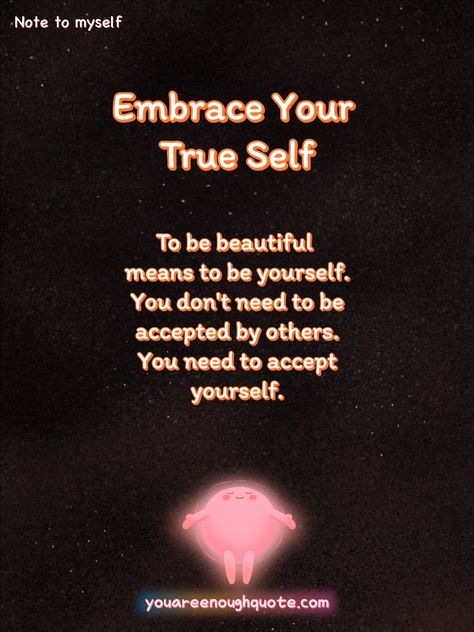 Note to myself
Embrace Your
True Self
To be beautiful
means to be yourself.
You don't need to be
accepted by others.
You need to accept
yourself.
youareenoughquote.com